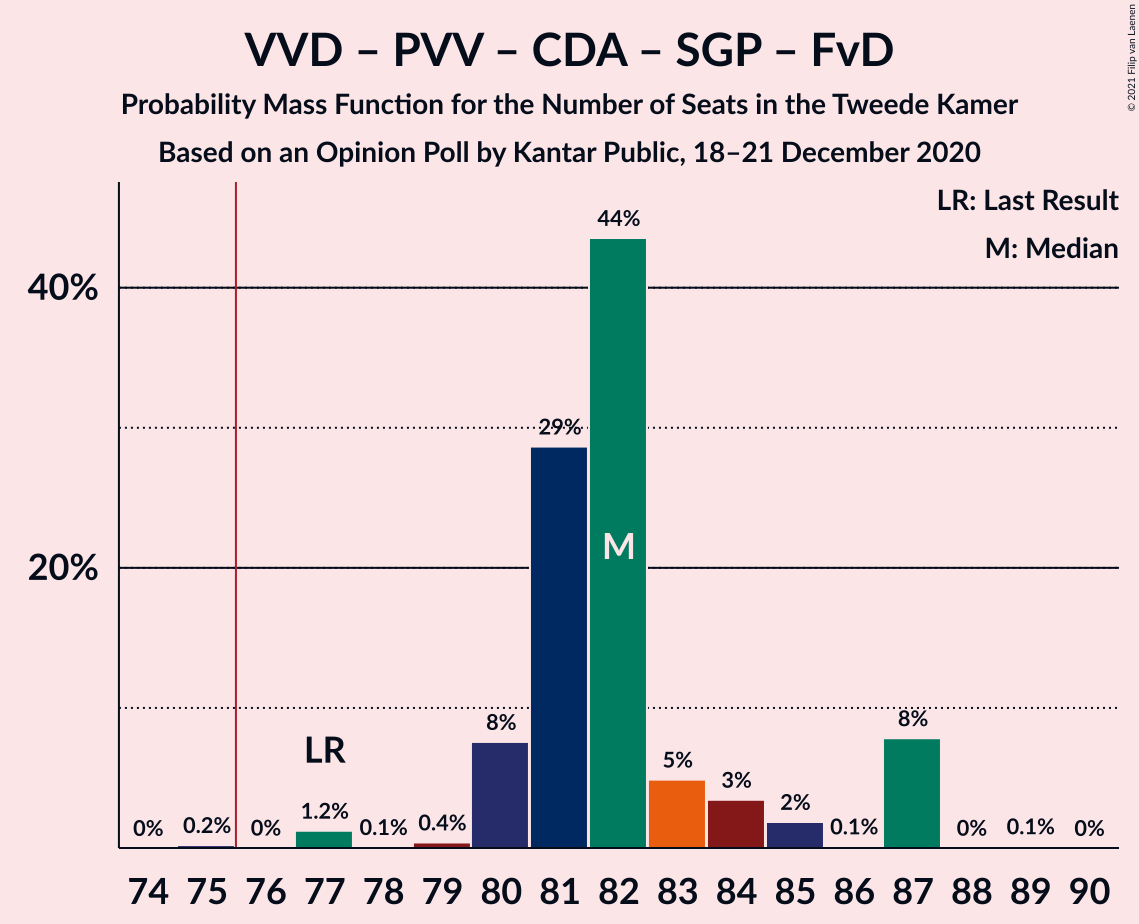 VVD – PVV – CDA – SGP – FvD
Probability Mass Function for the Number of Seats in the Tweede Kamer
Based on an Opinion Poll by Kantar Public, 18–21 December 2020
© 2021 Filip van Laenen
LR: Last Result
M: Median
40%
20%
0%
0.2%
0%
1.2%
0.1%
0.4%
8%
29%
44%
5%
3%
2%
0.1%
8%
0%
0.1%
0%
LR
M
74 75 76 77 78 79 80 81 82 83 84 85 86 87 88 89 90